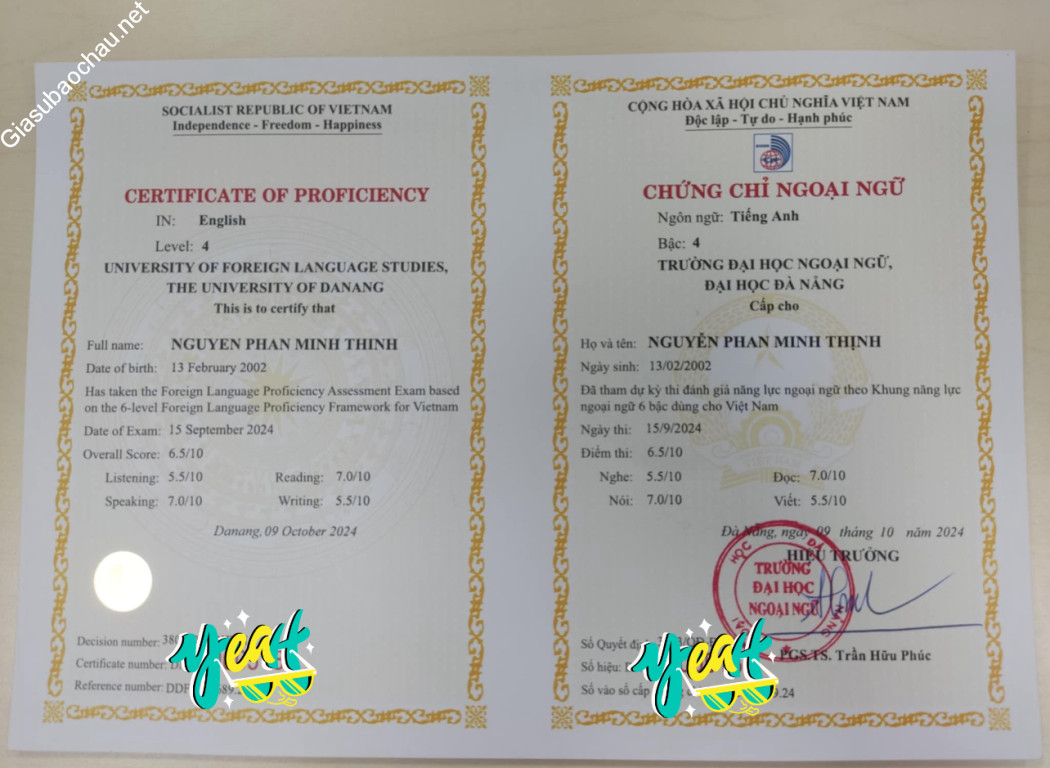 Giasubaochau.net
SOCIALIST REPUBLIC OF VIETNAM
Independence - Freedom - Happiness
CERTIFICATE OF PROFICIENCY
IN: English
Level: 4
UNIVERSITY OF FOREIGN LANGUAGE STUDIES,
THE UNIVERSITY OF DANANG
This is to certify that
Full name: NGUYEN PHAN MINH THINH
Date of birth: 13 February 2002
Has taken the Foreign Language Proficiency Assessment Exam based
on the 6-level Foreign Language Proficiency Framework for Vietnam
Date of Exam: 15 September 2024
Overall Score: 6.5/10
Listening: 5.5/10 Reading: 7.0/10
Speaking: 7.0/10 Writing: 5.5/10
Danang, 09 October 2024
Decision number:
Certificate number:
Reference number:
yeah
CỘNG HÒA XÃ HỘI CHỦ NGHĨA VIỆT NAM
Độc lập - Tự do - Hạnh phúc
CHỨNG CHỈ NGOẠI NGỮ
Ngôn ngữ: Tiếng Anh
Bậc: 4
TRƯỜNG ĐẠI HỌC NGOẠI NGỮ,
ĐẠI HỌC ĐÀ NẴNG
Cấp cho
Họ và tên: NGUYỄN PHAN MINH THỊNH
Ngày sinh: 13/02/2002
Đã tham dự kỳ thi đánh giá năng lực ngoại ngữ theo Khung năng lực
ngoại ngữ 6 bậc dùng cho Việt Nam
Ngày thi: 15/9/2024
Điểm thi: 6.5/10
Nghe: 5.5/10 Đọc: 7.0/10
Nói: 7.0/10 Viết: 5.5/10
Đà Nẵng, ngày 09 tháng 10 năm 2024
HIỆU TRƯỞNG
TRƯỜNG
ĐẠI HỌC
NGOẠI NGỮ
Số Quyết
PGS.TS. Trần Hữu Phúc
Số hiệu:
Số vào sổ cấp
yeah